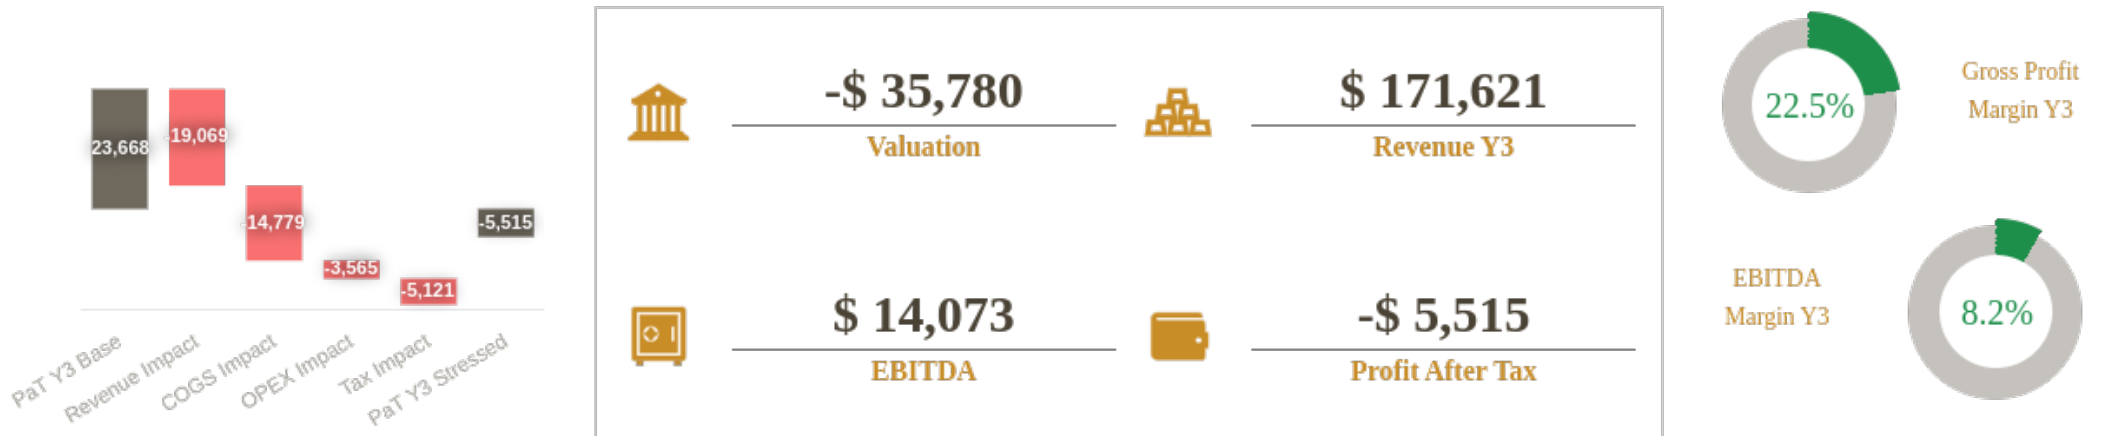 23,668
-19,069
-14,779
-3,565
-5,121
-5,515
PaT Y3 Base
Revenue Impact
COGS Impact
OPEX Impact
Tax Impact
PaT Y3 Stressed
-$ 35,780
Valuation
$ 171,621
Revenue Y3
$ 14,073
EBITDA
-$ 5,515
Profit After Tax
22.5%
Gross Profit
Margin Y3
EBITDA
Margin Y3
8.2%